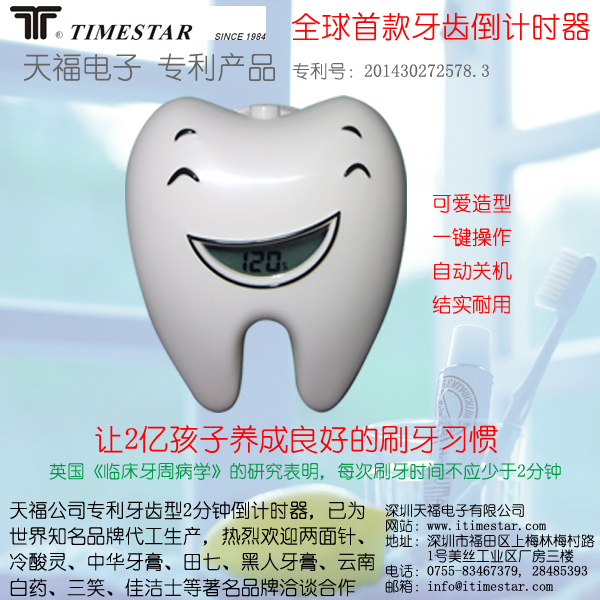 ® TIMESTAR SINCE 1984
全球首款牙齿倒计时器
天福电子 专利产品 专利号: 201430272578.3
120s
可爱造型
一键操作
自动关机
结实耐用
让2亿孩子养成良好的刷牙习惯
英国《临床牙周病学》的研究表明，每次刷牙时间不应少于2分钟
天福公司专利牙齿型2分钟倒计时器，已为
世界知名品牌代工生产，热烈欢迎两面针、
冷酸灵、中华牙膏、田七、黑人牙膏、云南
白药、三笑、佳洁士等著名品牌洽谈合作
深圳天福电子有限公司
网站: www.itimestar.com
地址: 深圳市福田区上梅林梅村路
1号美丝工业区厂房三楼
电话: 0755-83467379, 28485393
邮箱: info@itimestar.com